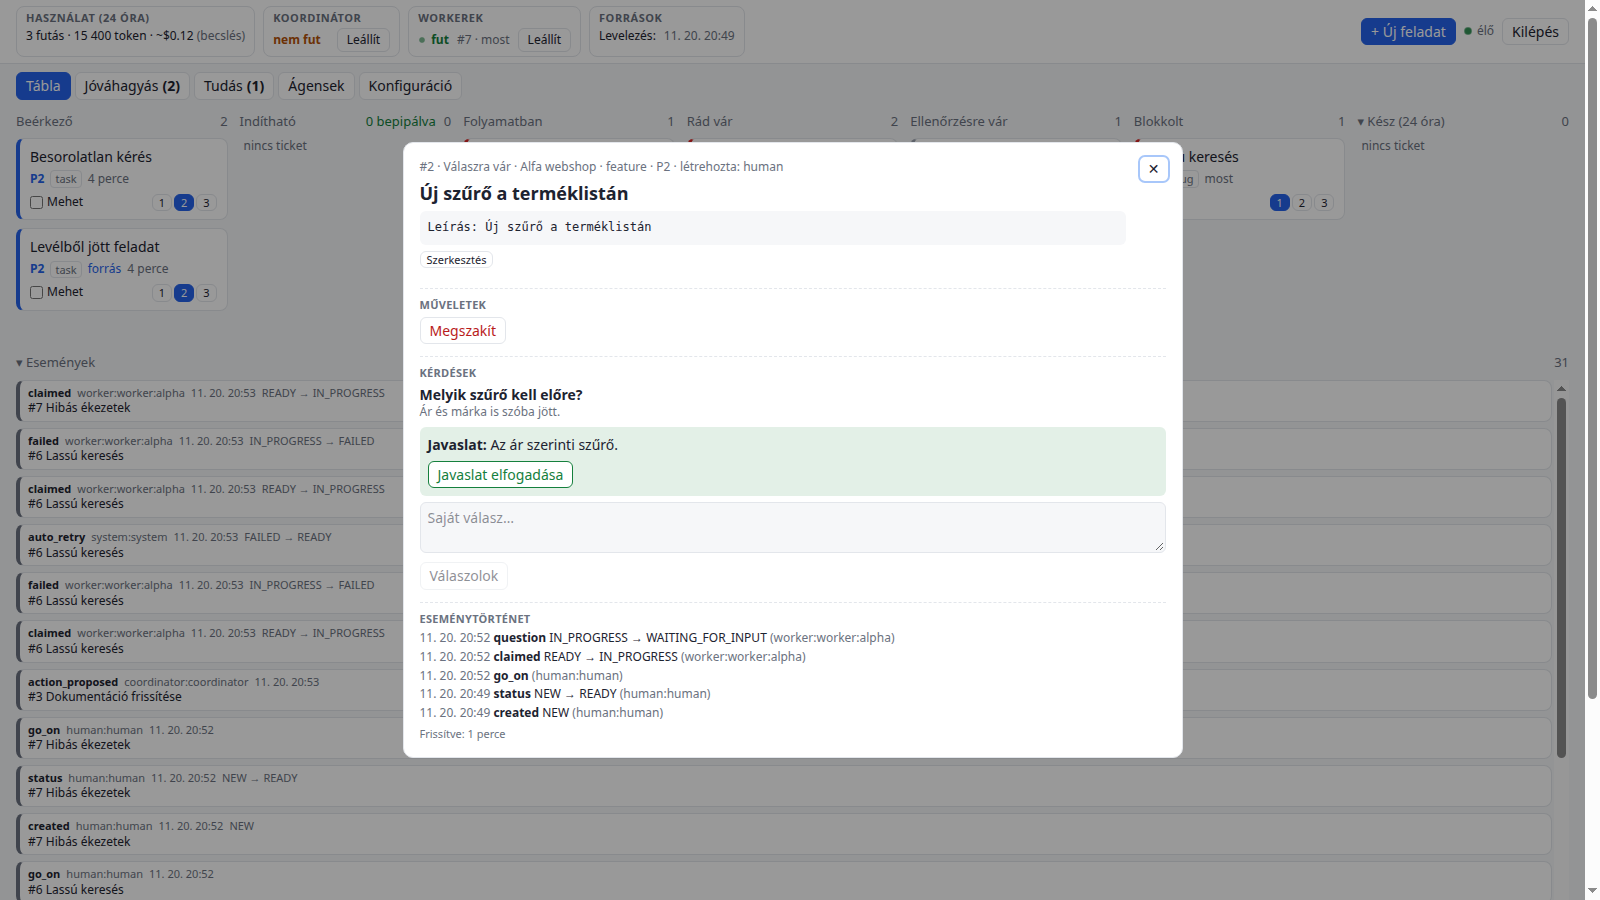 HASZNÁLAT (24 ÓRA)
3 futás · 15 400 token · ~$0.12 (becslés)
KOORDINÁTOR
nem fut Leállít
WORKEREK
fut #7 · most Leállít
FORRÁSOK
Levelezés: 11. 20. 20:49
+ Új feladat
élő
Kilépés
Tábla
Jóváhagyás (2)
Tudás (1)
Ágensek
Konfiguráció
Beérkező 2
Indítható 0 bepipálva 0
Folyamatban 1
Rád vár 2
Ellenőrzésre vár 1
Blokkolt 1
▾ Kész (24 óra) 0
Besorolatlan kérés
P2 task 4 perce
Mehet 1 2 3
Levélből jött feladat
P2 task forrás 4 perce
Mehet 1 2 3
nincs ticket
keresés
most
1 2 3
nincs ticket
#2 · Válaszra vár · Alfa webshop · feature · P2 · létrehozta: human
✕
Új szűrő a terméklistán
Leírás: Új szűrő a terméklistán
Szerkesztés
MŰVELETEK
Megszakít
KÉRDÉSEK
Melyik szűrő kell előre?
Ár és márka is szóba jött.
Javaslat: Az ár szerinti szűrő.
Javaslat elfogadása
Saját válasz...
Válaszolok
ESEMÉNYTÖRTÉNET
11. 20. 20:52 question IN_PROGRESS → WAITING_FOR_INPUT (worker:worker:alpha)
11. 20. 20:52 claimed READY → IN_PROGRESS (worker:worker:alpha)
11. 20. 20:52 go_on (human:human)
11. 20. 20:49 status NEW → READY (human:human)
11. 20. 20:49 created NEW (human:human)
Frissítve: 1 perce
▾ Események 31
claimed worker:worker:alpha 11. 20. 20:53 READY → IN_PROGRESS
#7 Hibás ékezetek
failed worker:worker:alpha 11. 20. 20:53 IN_PROGRESS → FAILED
#6 Lassú keresés
claimed worker:worker:alpha 11. 20. 20:53 READY → IN_PROGRESS
#6 Lassú keresés
auto_retry system:system 11. 20. 20:53 FAILED → READY
#6 Lassú keresés
failed worker:worker:alpha 11. 20. 20:53 IN_PROGRESS → FAILED
#6 Lassú keresés
claimed worker:worker:alpha 11. 20. 20:53 READY → IN_PROGRESS
#6 Lassú keresés
action_proposed coordinator:coordinator 11. 20. 20:53
#3 Dokumentáció frissítése
go_on human:human 11. 20. 20:52
#7 Hibás ékezetek
status human:human 11. 20. 20:52 NEW → READY
#7 Hibás ékezetek
created human:human 11. 20. 20:52 NEW
#7 Hibás ékezetek
go_on human:human 11. 20. 20:52
#6 Lassú keresés